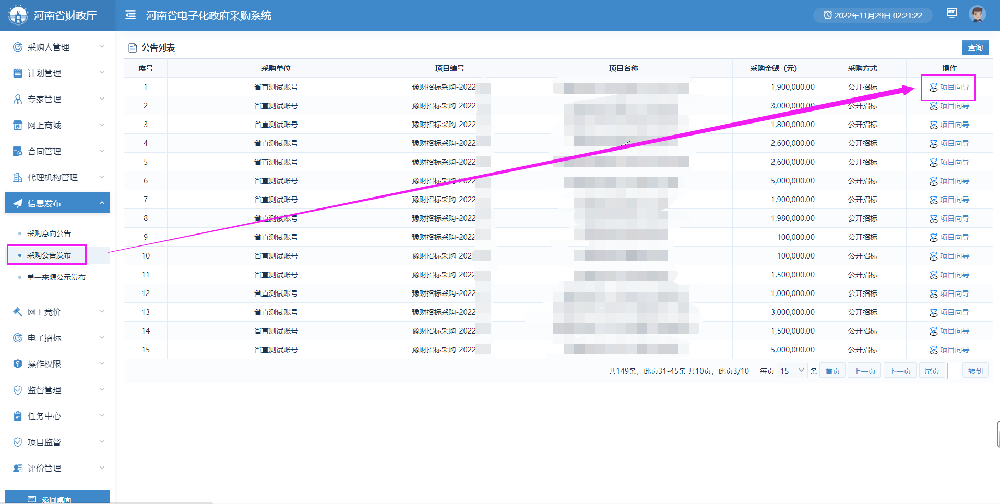 河南省财政厅
河南省电子化政府采购系统
2022年11月29日 02:21:22
采购人管理
计划管理
专家管理
网上商城
合同管理
代理机构管理
信息发布
采购意向公告
采购公告发布
单一来源公示发布
网上竞价
电子招标
操作权限
监督管理
任务中心
项目监督
评价管理
返回桌面
公告列表
查询
序号 采购单位 项目编号 项目名称 采购金额（元） 采购方式 操作
1 省直测试账号 豫财招标采购-2022 1,900,000.00 公开招标 项目向导
2 省直测试账号 豫财招标采购-2022- 3,000,000.00 公开招标 项目向导
3 省直测试账号 豫财招标采购-2022 1,800,000.00 公开招标 项目向导
4 省直测试账号 豫财招标采购-2022 2,600,000.00 公开招标 项目向导
5 省直测试账号 豫财招标采购-2022 2,600,000.00 公开招标 项目向导
6 省直测试账号 豫财招标采购-2022 5,000,000.00 公开招标 项目向导
7 省直测试账号 豫财招标采购-2022 1,900,000.00 公开招标 项目向导
8 省直测试账号 豫财招标采购-2022 1,980,000.00 公开招标 项目向导
9 省直测试账号 豫财招标采购-2022 100,000.00 公开招标 项目向导
10 省直测试账号 豫财招标采购-202 100,000.00 公开招标 项目向导
11 省直测试账号 豫财招标采购-2022 1,500,000.00 公开招标 项目向导
12 省直测试账号 豫财招标采购-2022 1,000,000.00 公开招标 项目向导
13 省直测试账号 豫财招标采购-2022 3,000,000.00 公开招标 项目向导
14 省直测试账号 豫财招标采购-2022 1,500,000.00 公开招标 项目向导
15 省直测试账号 豫财招标采购-2022 5,000,000.00 公开招标 项目向导
共149条，此页31-45条 共10页，此页3/10 每页 15 条 首页 上一页 下一页 尾页 转到